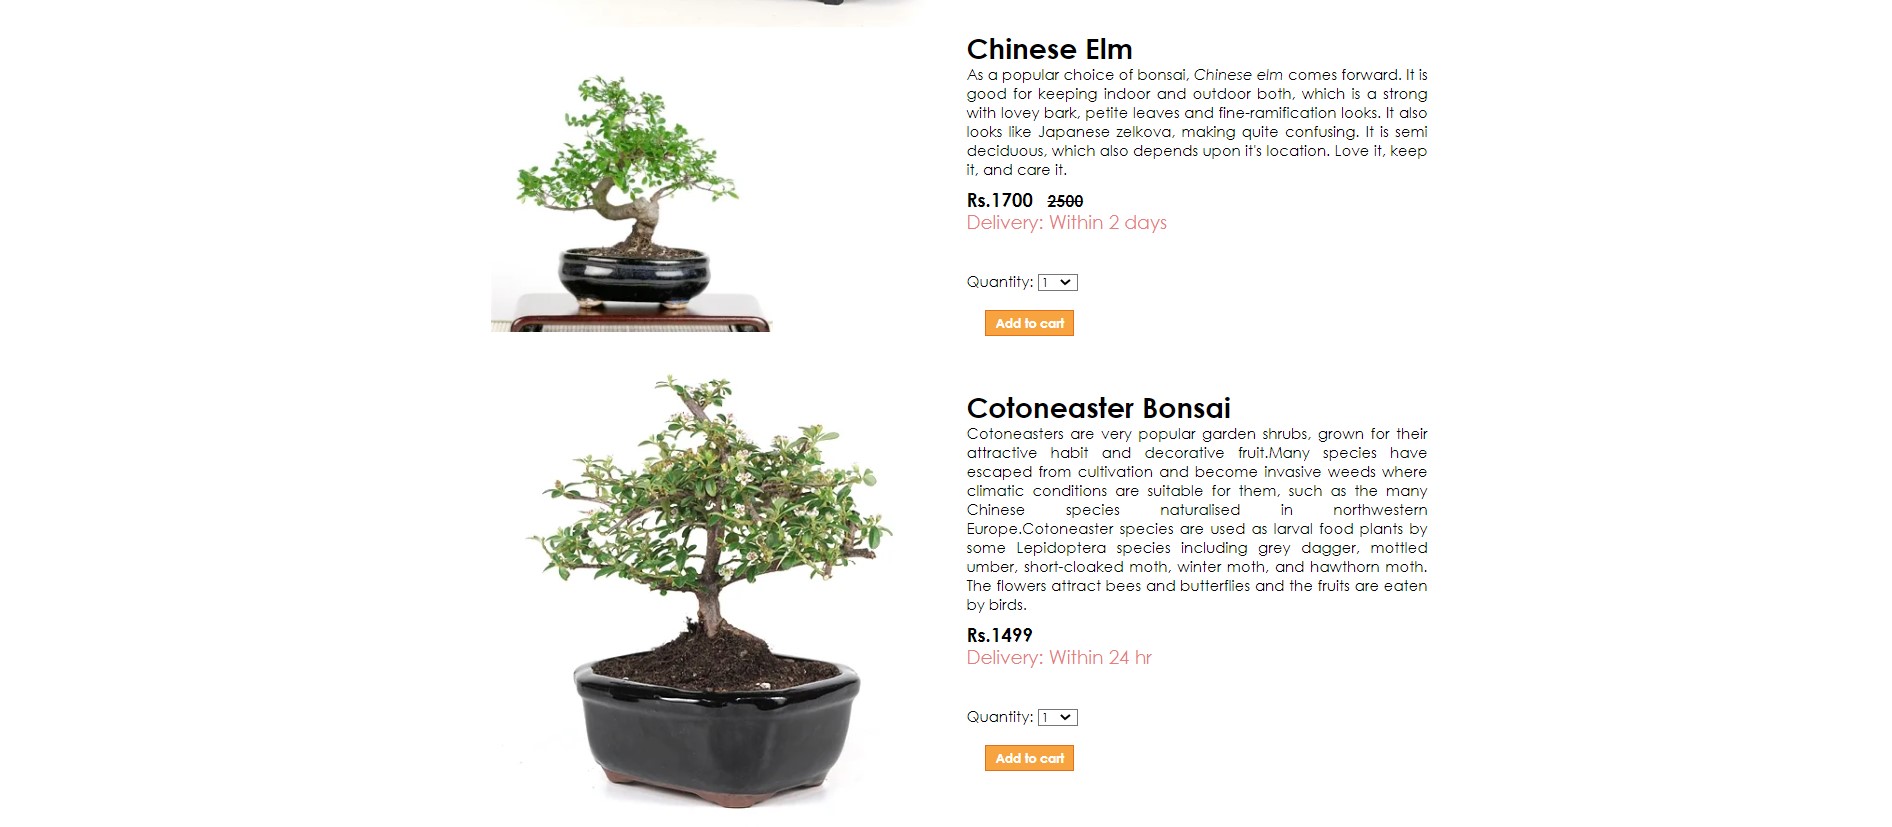 Chinese Elm
As a popular choice of bonsai, Chinese elm comes forward. It is
good for keeping indoor and outdoor both, which is a strong
with lovey bark, petite leaves and fine-ramification looks. It also
looks like Japanese zelkova, making quite confusing. It is semi
deciduous, which also depends upon it's location. Love it, keep
it, and care it.
Rs.1700 2500
Delivery: Within 2 days
Quantity: 1
Add to cart
Cotoneaster Bonsai
Cotoneasters are very popular garden shrubs, grown for their
attractive habit and decorative fruit.Many species have
escaped from cultivation and become invasive weeds where
climatic conditions are suitable for them, such as the many
Chinese species naturalised in northwestern
Europe.Cotoneaster species are used as larval food plants by
some Lepidoptera species including grey dagger, mottled
umber, short-cloaked moth, winter moth, and hawthorn moth.
The flowers attract bees and butterflies and the fruits are eaten
by birds.
Rs.1499
Delivery: Within 24 hr
Quantity: 1
Add to cart